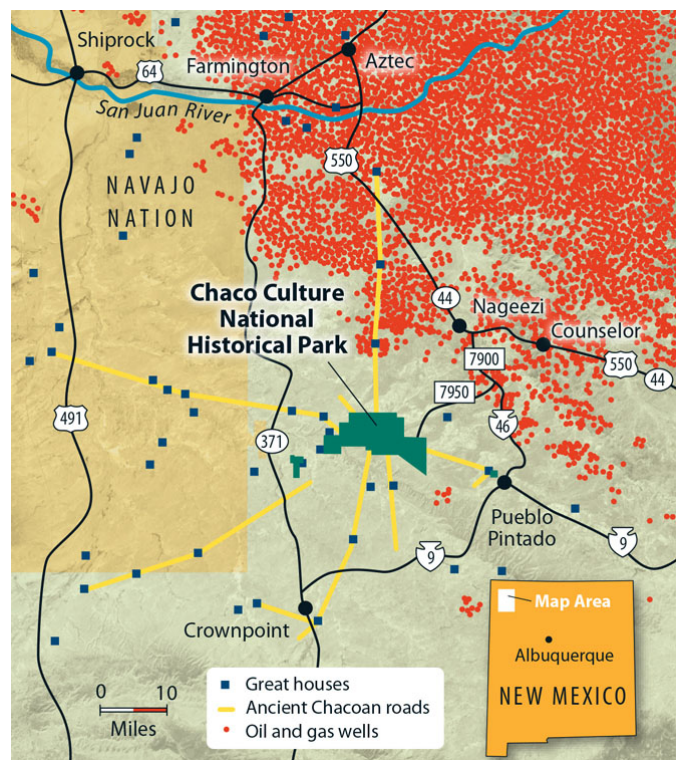 Shiprock
64
Farmington
Aztec
San Juan River
550
NAVAJO
NATION
Chaco Culture
National
Historical Park
44
Nageezi
Counselor
7900
550
44
7950
491
371
46
Pueblo
Pintado
9
9
Crownpoint
Map Area
Albuquerque
NEW MEXICO
0 10
Miles
Great houses
Ancient Chacoan roads
Oil and gas wells